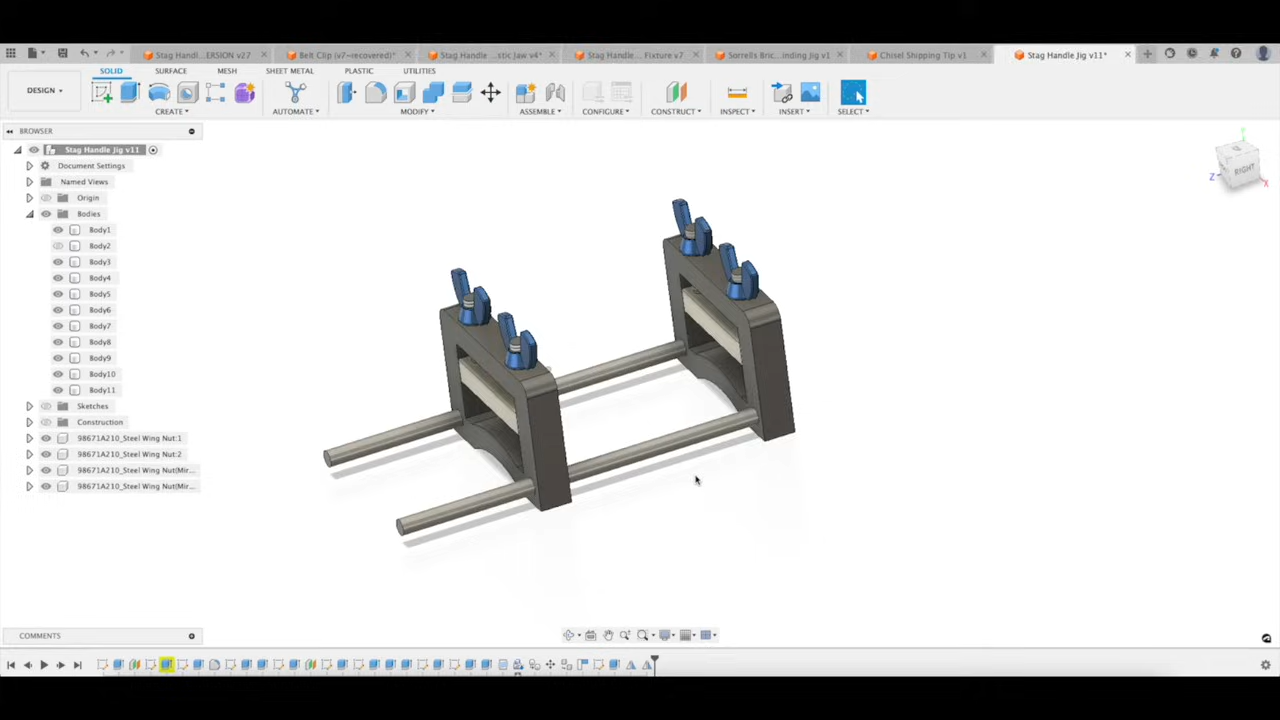 Stag Handl...ERSION v27
Belt Clip (v7~recovered)*
Stag Handle ...stic Jaw v4*
Stag Handle... Fixture v7
Sorrells Bric...inding Jig v1
Chisel Shipping Tip v1
Stag Handle Jig v11*
SOLID SURFACE MESH SHEET METAL PLASTIC UTILITIES
DESIGN
CREATE AUTOMATE MODIFY ASSEMBLE CONFIGURE CONSTRUCT INSPECT INSERT SELECT
BROWSER
Stag Handle Jig v11
Document Settings
Named Views
Origin
Bodies
Body1
Body2
Body3
Body4
Body5
Body6
Body7
Body8
Body9
Body10
Body11
Sketches
Construction
98671A210_Steel Wing Nut:1
98671A210_Steel Wing Nut:2
98671A210_Steel Wing Nut(Mir...
98671A210_Steel Wing Nut(Mir...
Y
Z
RIGHT
X
COMMENTS